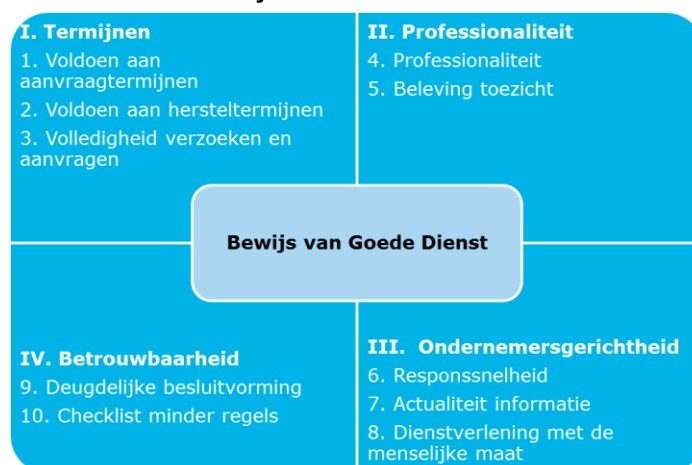 I. Termijnen
1. Voldoen aan
aanvraagtermijnen
2. Voldoen aan hersteltermijnen
3. Volledigheid verzoeken en
aanvragen
II. Professionaliteit
4. Professionaliteit
5. Beleving toezicht
Bewijs van Goede Dienst
IV. Betrouwbaarheid
9. Deugdelijke besluitvorming
10. Checklist minder regels
III. Ondernemersgerichtheid
6. Responssnelheid
7. Actualiteit informatie
8. Dienstverlening met de
menselijke maat